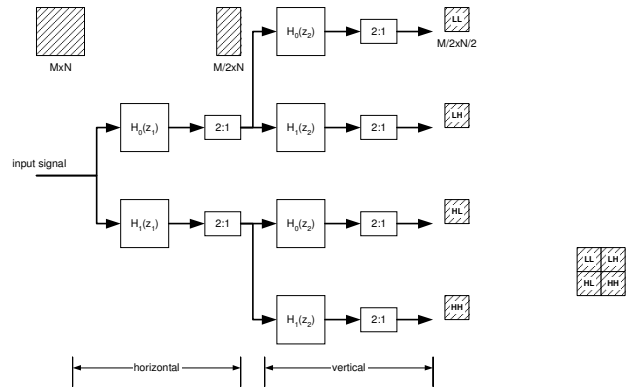 H₀(z₂)
2:1
LL
MxN
M/2xN
M/2xN/2
H₀(z₁)
2:1
H₁(z₂)
2:1
LH
input signal
H₁(z₁)
2:1
H₀(z₂)
2:1
HL
LL LH
HL HH
H₁(z₂)
2:1
HH
horizontal
vertical